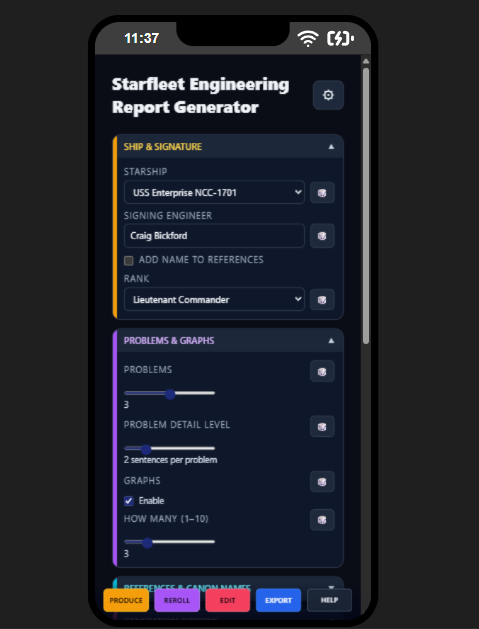 11:37
Starfleet Engineering
Report Generator
SHIP & SIGNATURE
STARSHIP
USS Enterprise NCC-1701
SIGNING ENGINEER
Craig Bickford
ADD NAME TO REFERENCES
RANK
Lieutenant Commander
PROBLEMS & GRAPHS
PROBLEMS
3
PROBLEM DETAIL LEVEL
2 sentences per problem
GRAPHS
Enable
HOW MANY (1–10)
3
REFERENCES & CANON NAMES
PRODUCE REROLL EDIT EXPORT HELP